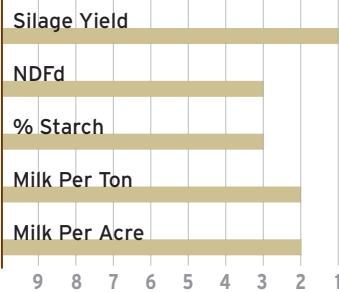 Silage Yield
NDFd
% Starch
Milk Per Ton
Milk Per Acre
9 8 7 6 5 4 3 2 1